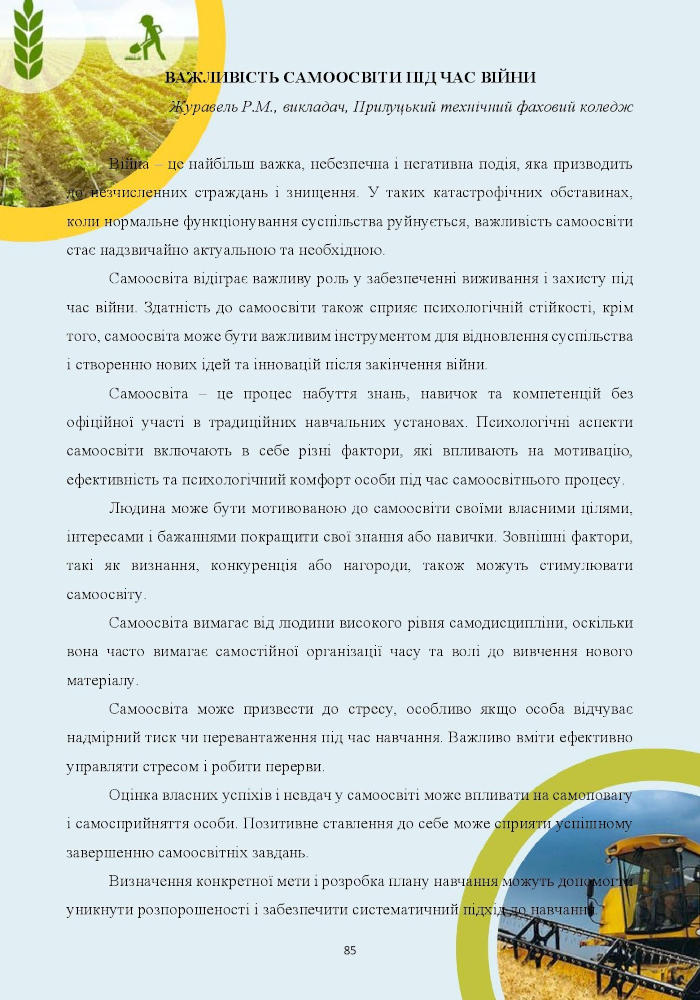 ВАЖЛИВІСТЬ САМООСВІТИ ПІД ЧАС ВІЙНИ
Журавель Р.М., викладач, Прилуцький технічний фаховий коледж
Війна – це найбільш важка, небезпечна і негативна подія, яка призводить
до незчисленних страждань і знищення. У таких катастрофічних обставинах,
коли нормальне функціонування суспільства руйнується, важливість самоосвіти
стає надзвичайно актуальною та необхідною.
Самоосвіта відіграє важливу роль у забезпеченні виживання і захисту під
час війни. Здатність до самоосвіти також сприяє психологічній стійкості, крім
того, самоосвіта може бути важливим інструментом для відновлення суспільства
і створенню нових ідей та інновацій після закінчення війни.
Самоосвіта – це процес набуття знань, навичок та компетенцій без
офіційної участі в традиційних навчальних установах. Психологічні аспекти
самоосвіти включають в себе різні фактори, які впливають на мотивацію,
ефективність та психологічний комфорт особи під час самоосвітнього процесу.
Людина може бути мотивованою до самоосвіти своїми власними цілями,
інтересами і бажаннями покращити свої знання або навички. Зовнішні фактори,
такі як визнання, конкуренція або нагороди, також можуть стимулювати
самоосвіту.
Самоосвіта вимагає від людини високого рівня самодисципліни, оскільки
вона часто вимагає самостійної організації часу та волі до вивчення нового
матеріалу.
Самоосвіта може призвести до стресу, особливо якщо особа відчуває
надмірний тиск чи перевантаження під час навчання. Важливо вміти ефективно
управляти стресом і робити перерви.
Оцінка власних успіхів і невдач у самоосвіті може впливати на самоповагу
і самосприйняття особи. Позитивне ставлення до себе може сприяти успішному
завершенню самоосвітніх завдань.
Визначення конкретної мети і розробка плану навчання можуть допомогти
уникнути розпорошеності і забезпечити систематичний підхід до навчання.
85